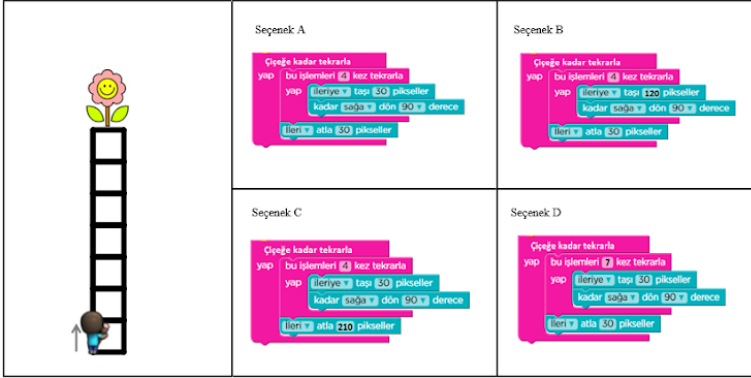 Seçenek A
Çiçeğe kadar tekrarla
yap bu işlemleri 4 kez tekrarla
yap ileriye taşı 30 pikseller
kadar sağa dön 90 derece
İleri atla 30 pikseller
Seçenek B
Çiçeğe kadar tekrarla
yap bu işlemleri 4 kez tekrarla
yap ileriye taşı 120 pikseller
kadar sağa dön 90 derece
İleri atla 30 pikseller
Seçenek C
Çiçeğe kadar tekrarla
yap bu işlemleri 4 kez tekrarla
yap ileriye taşı 30 pikseller
kadar sağa dön 90 derece
İleri atla 210 pikseller
Seçenek D
Çiçeğe kadar tekrarla
yap bu işlemleri 7 kez tekrarla
yap ileriye taşı 30 pikseller
kadar sağa dön 90 derece
İleri atla 30 pikseller